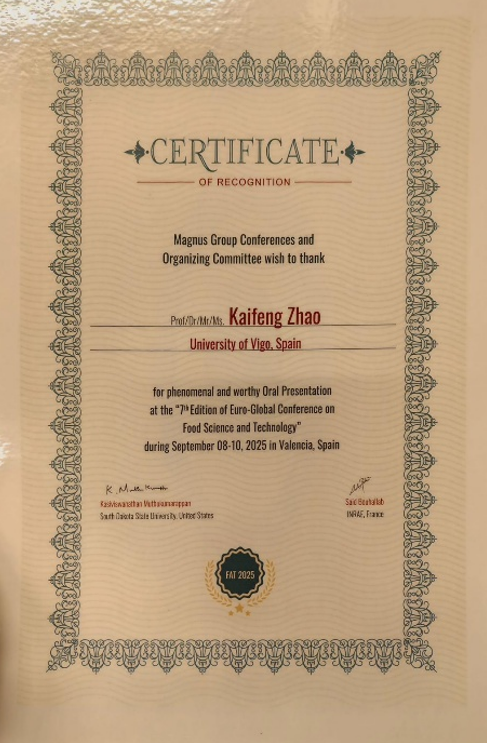 CERTIFICATE
OF RECOGNITION
Magnus Group Conferences and
Organizing Committee wish to thank
Prof/Dr/Mr/Ms. Kaifeng Zhao
University of Vigo, Spain
for phenomenal and worthy Oral Presentation
at the “7th Edition of Euro-Global Conference on
Food Science and Technology”
during September 08-10, 2025 in Valencia, Spain
Kasiviswanathan Muthukumarappan
South Dakota State University, United States
Said Bouhallab
INRAE, France
FAT 2025